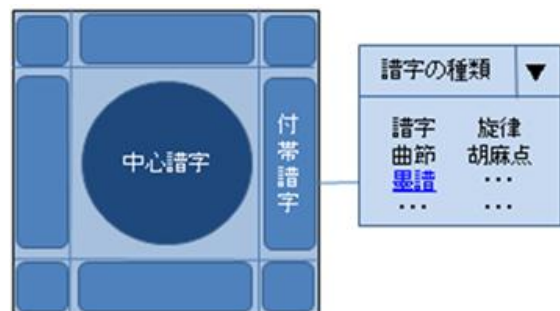 中心譜字
付帯譜字
譜字の種類 ▼
譜字 旋律
曲節 胡麻点
墨譜 …
… …